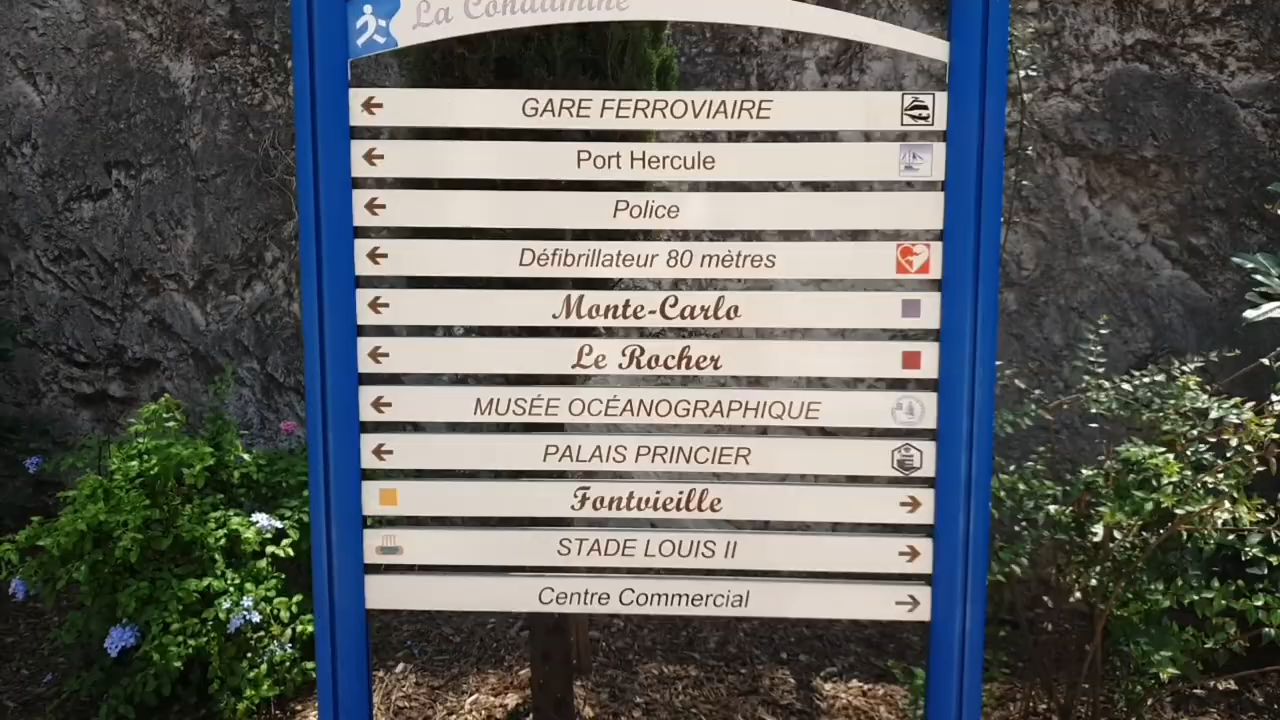 La Condamine
GARE FERROVIAIRE
Port Hercule
Police
Défibrillateur 80 mètres
Monte-Carlo
Le Rocher
MUSÉE OCÉANOGRAPHIQUE
PALAIS PRINCIER
Fontvieille
STADE LOUIS II
Centre Commercial